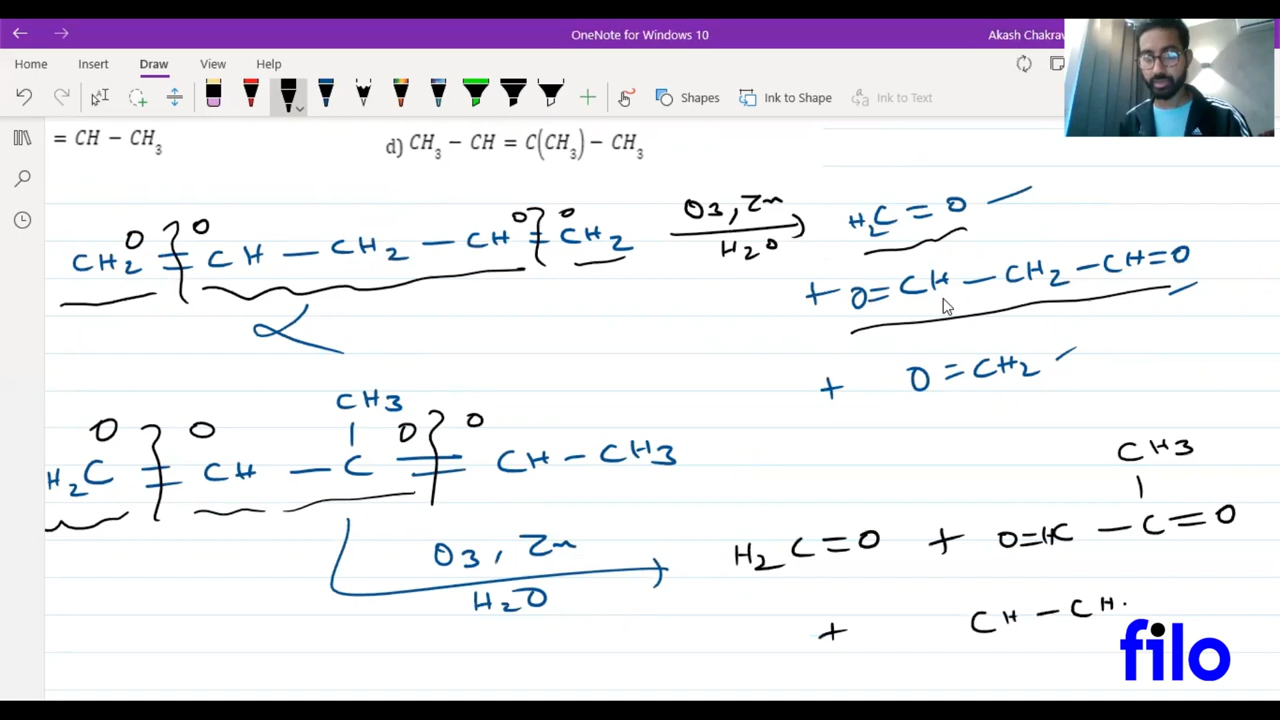 OneNote for Windows 10
Akash Chakrav
Home Insert Draw View Help
Shapes Ink to Shape Ink to Text
= CH − CH₃
d) CH₃ − CH = C(CH₃) − CH₃
O O O O
CH₂ = CH — CH₂ — CH = CH₂
O₃, Zn
H₂O
H₂C = O
+ O = CH — CH₂ — CH = O
+ O = CH₂
CH₃
O O O O
H₂C = CH — C = CH — CH₃
O₃, Zn
H₂O
CH₃
H₂C = O + O=HC — C = O
+ CH — CH
filo